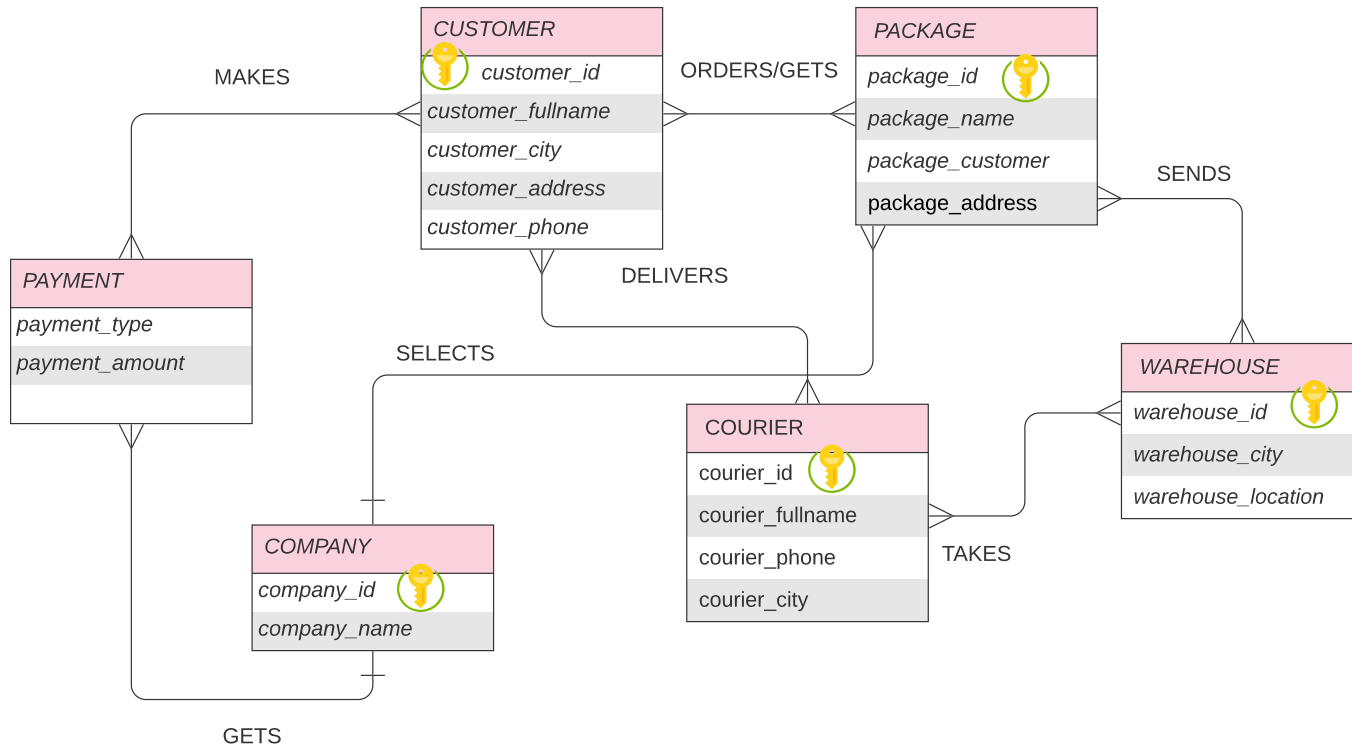 CUSTOMER
customer_id
customer_fullname
customer_city
customer_address
customer_phone
MAKES
ORDERS/GETS
PACKAGE
package_id
package_name
package_customer
package_address
SENDS
DELIVERS
PAYMENT
payment_type
payment_amount
SELECTS
WAREHOUSE
warehouse_id
warehouse_city
warehouse_location
COURIER
courier_id
courier_fullname
courier_phone
courier_city
TAKES
COMPANY
company_id
company_name
GETS